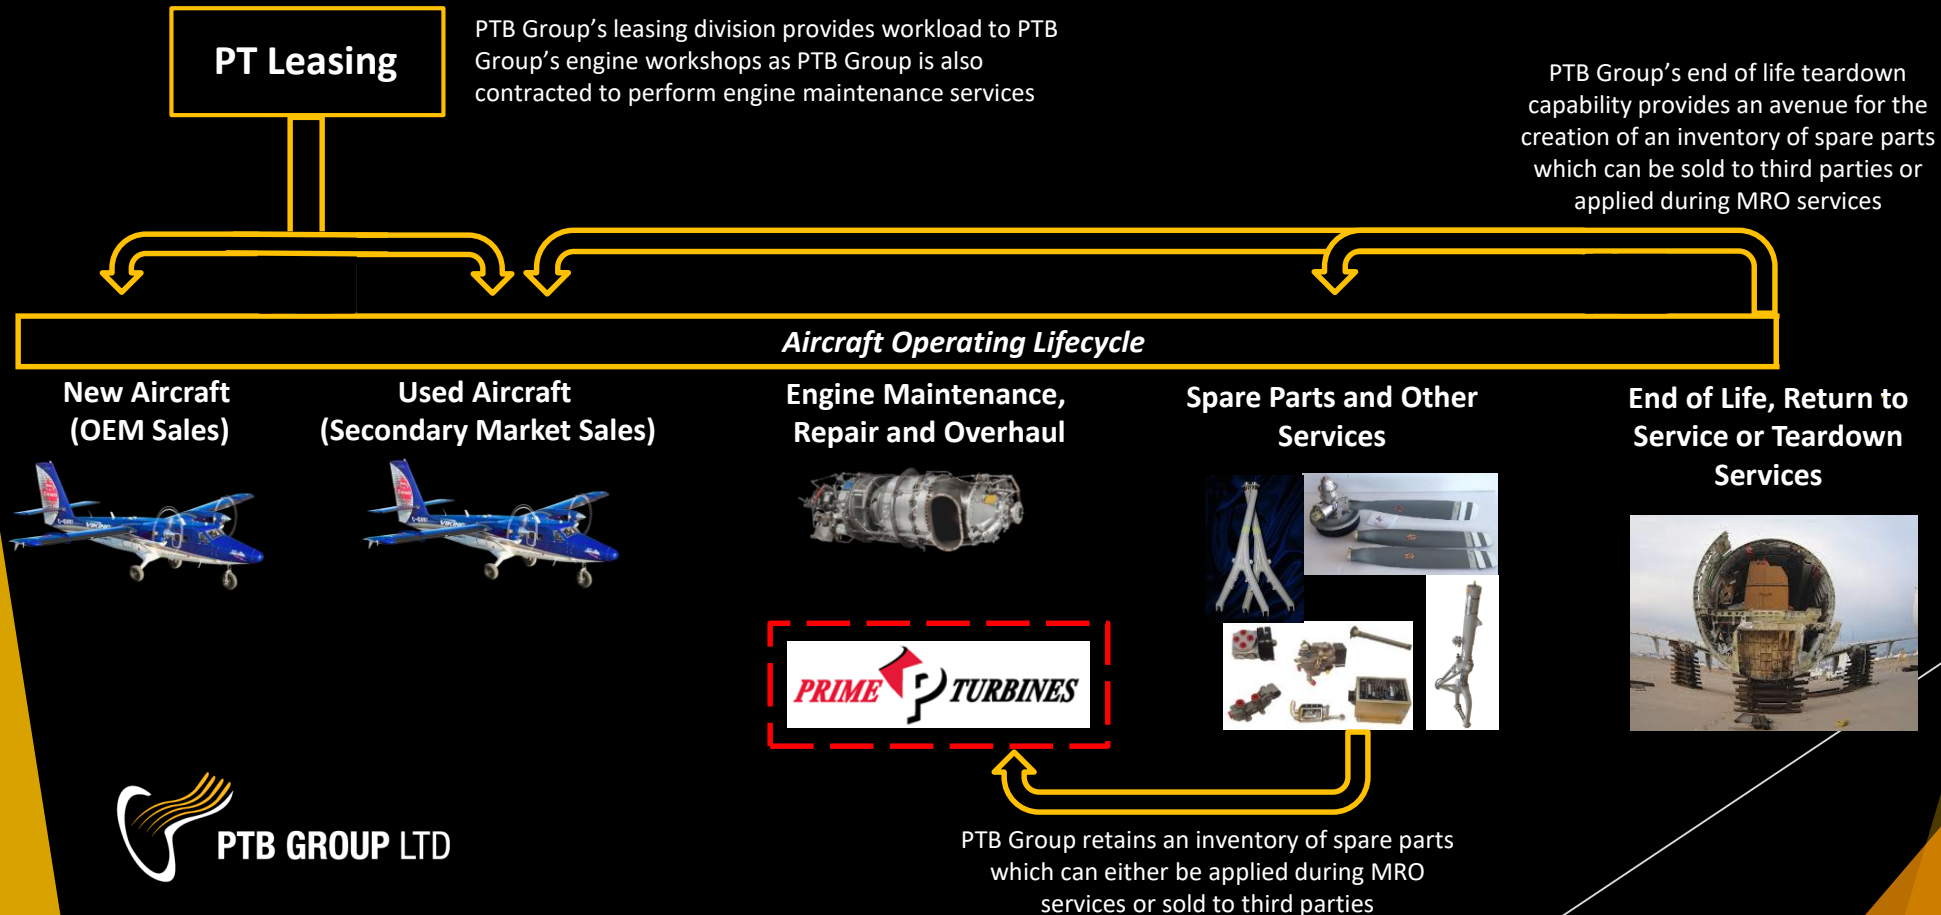 PT Leasing
PTB Group’s leasing division provides workload to PTB
Group’s engine workshops as PTB Group is also
contracted to perform engine maintenance services
PTB Group’s end of life teardown
capability provides an avenue for the
creation of an inventory of spare parts
which can be sold to third parties or
applied during MRO services
Aircraft Operating Lifecycle
New Aircraft
(OEM Sales)
Used Aircraft
(Secondary Market Sales)
Engine Maintenance,
Repair and Overhaul
Spare Parts and Other
Services
End of Life, Return to
Service or Teardown
Services
PRIME TURBINES
PTB GROUP LTD
PTB Group retains an inventory of spare parts
which can either be applied during MRO
services or sold to third parties